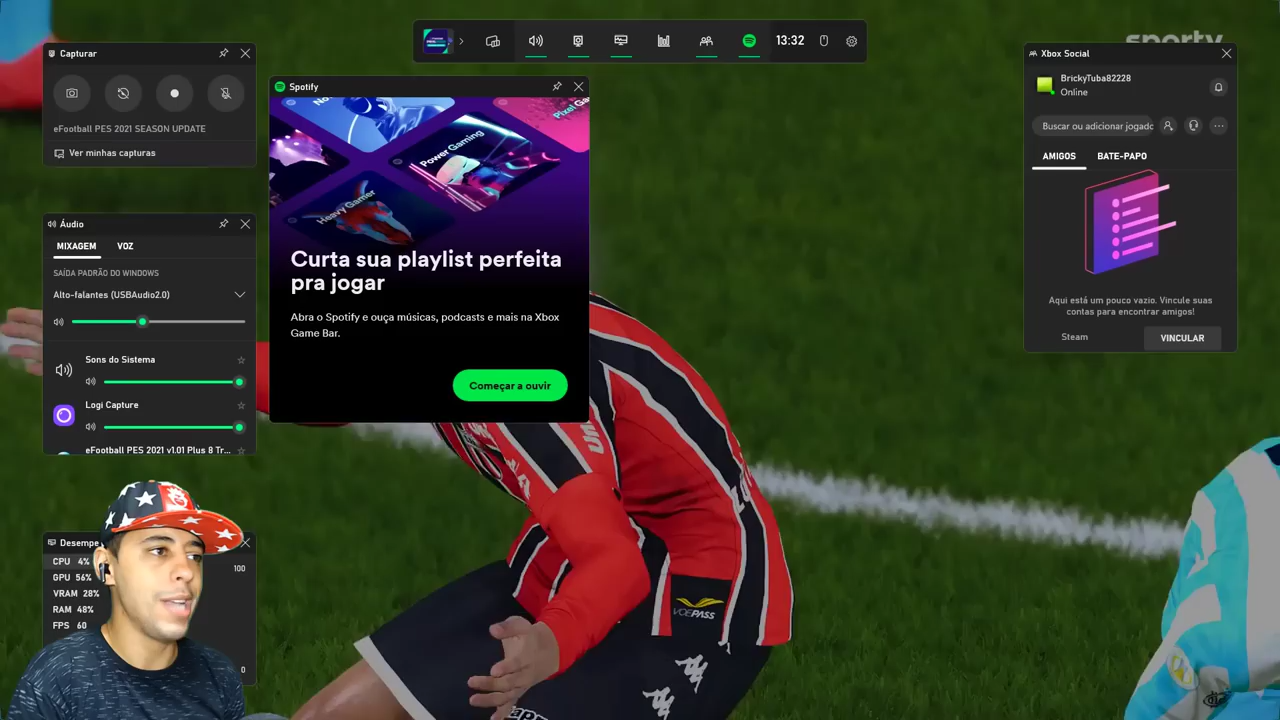 13:32
sporty
Capturar
eFootball PES 2021 SEASON UPDATE
Ver minhas capturas
Áudio
MIXAGEM
VOZ
SAÍDA PADRÃO DO WINDOWS
Alto-falantes (USBAudio2.0)
Sons do Sistema
Logi Capture
eFootball PES 2021 v1.01 Plus 8 Tr...
Desempe
CPU 4%
GPU 56%
VRAM 28%
RAM 48%
FPS 60
100
0
Spotify
Power Gaming
Pixel Ga
Heavy Gamer
Curta sua playlist perfeita
pra jogar
Abra o Spotify e ouça músicas, podcasts e mais na Xbox
Game Bar.
Começar a ouvir
Xbox Social
BrickyTuba82228
Online
Buscar ou adicionar jogadc
AMIGOS
BATE-PAPO
Aqui está um pouco vazio. Vincule suas
contas para encontrar amigos!
Steam
VINCULAR
VOEPASS